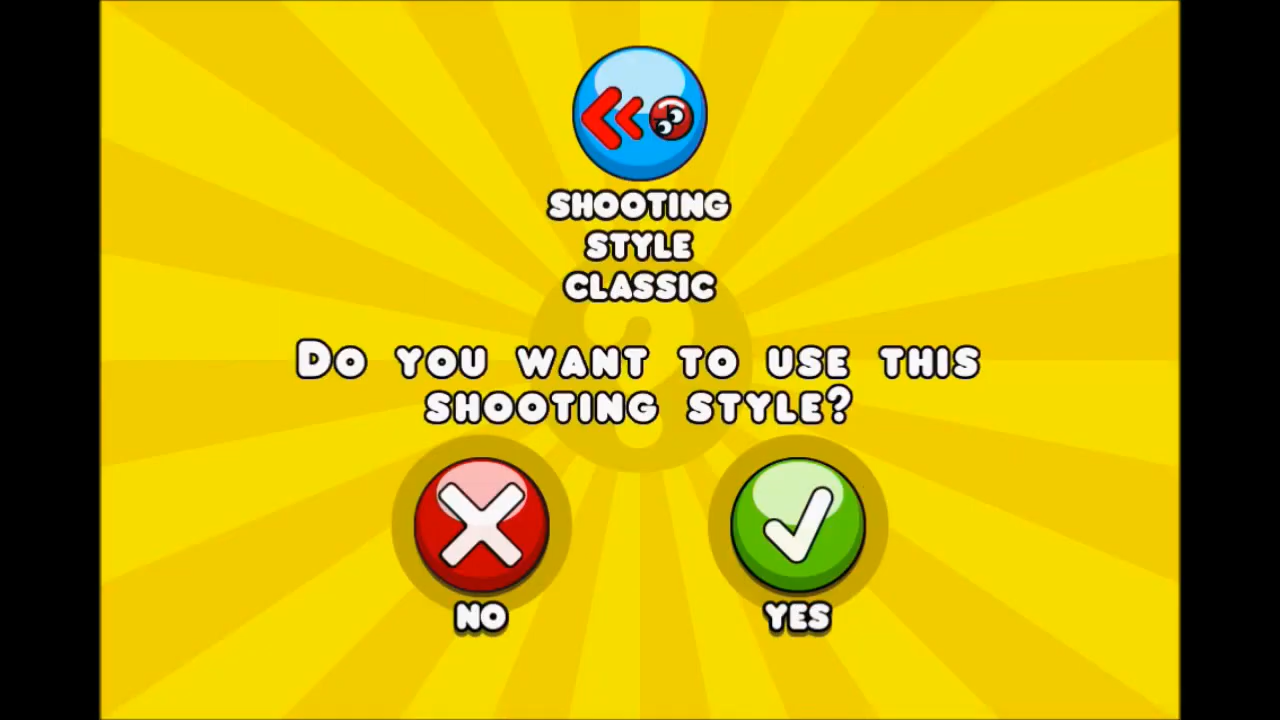 SHOOTING
STYLE
CLASSIC
DO YOU WANT TO USE THIS
SHOOTING STYLE?
NO
YES